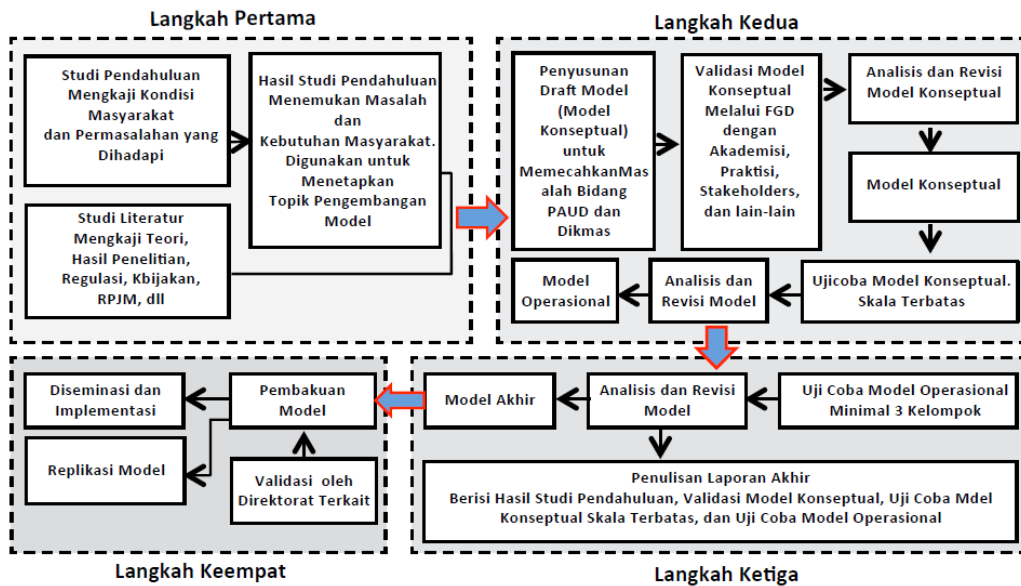 Langkah Pertama
Studi Pendahuluan
Mengkaji Kondisi
Masyarakat
dan Permasalahan yang
Dihadapi
Hasil Studi Pendahuluan
Menemukan Masalah
dan
Kebutuhan Masyarakat.
Digunakan untuk
Menetapkan
Topik Pengembangan
Model
Studi Literatur
Mengkaji Teori,
Hasil Penelitian,
Regulasi, Kbijakan,
RPJM, dll
Langkah Kedua
Penyusunan
Draft Model
(Model
Konseptual)
untuk
MemecahkanMas
alah Bidang
PAUD dan
Dikmas
Validasi Model
Konseptual
Melalui FGD
dengan
Akademisi,
Praktisi,
Stakeholders,
dan lain-lain
Analisis dan Revisi
Model Konseptual
Model Konseptual
Ujicoba Model Konseptual.
Skala Terbatas
Analisis dan
Revisi Model
Model
Operasional
Uji Coba Model Operasional
Minimal 3 Kelompok
Analisis dan Revisi
Model
Model Akhir
Penulisan Laporan Akhir
Berisi Hasil Studi Pendahuluan, Validasi Model Konseptual, Uji Coba Mdel
Konseptual Skala Terbatas, dan Uji Coba Model Operasional
Langkah Ketiga
Pembakuan
Model
Diseminasi dan
Implementasi
Replikasi Model
Validasi oleh
Direktorat Terkait
Langkah Keempat